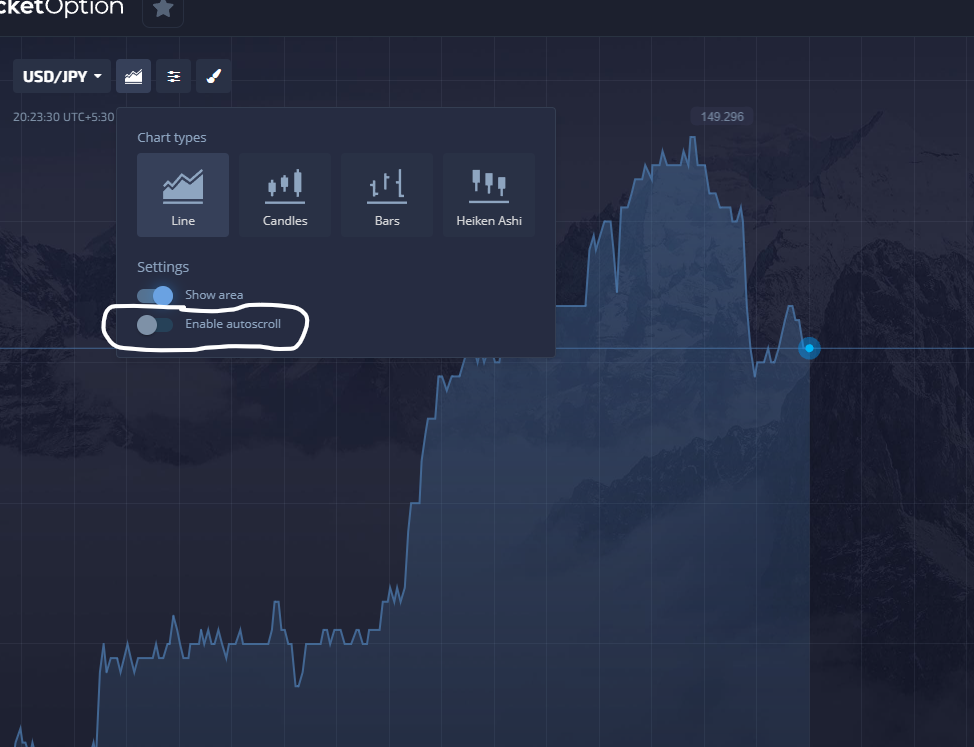 cketOption
USD/JPY
20:23:30 UTC+5:30
149.296
Chart types
Line
Candles
Bars
Heiken Ashi
Settings
Show area
Enable autoscroll